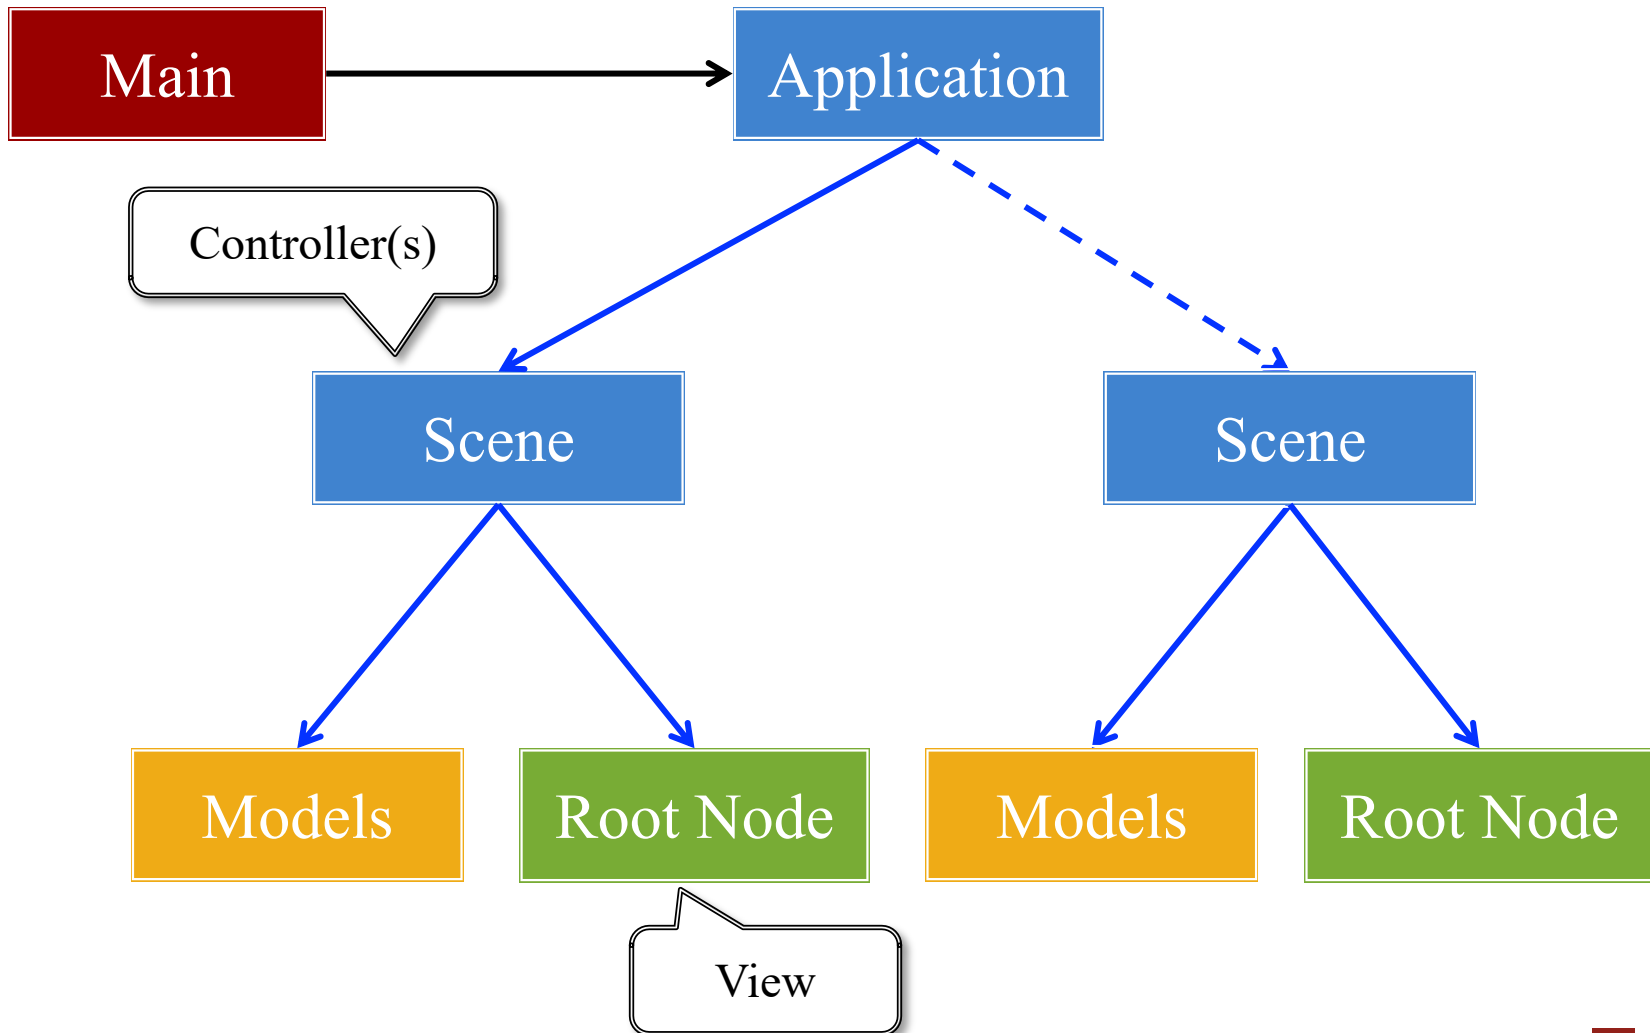 Main
Application
Controller(s)
Scene
Scene
Models
Root Node
Models
Root Node
View